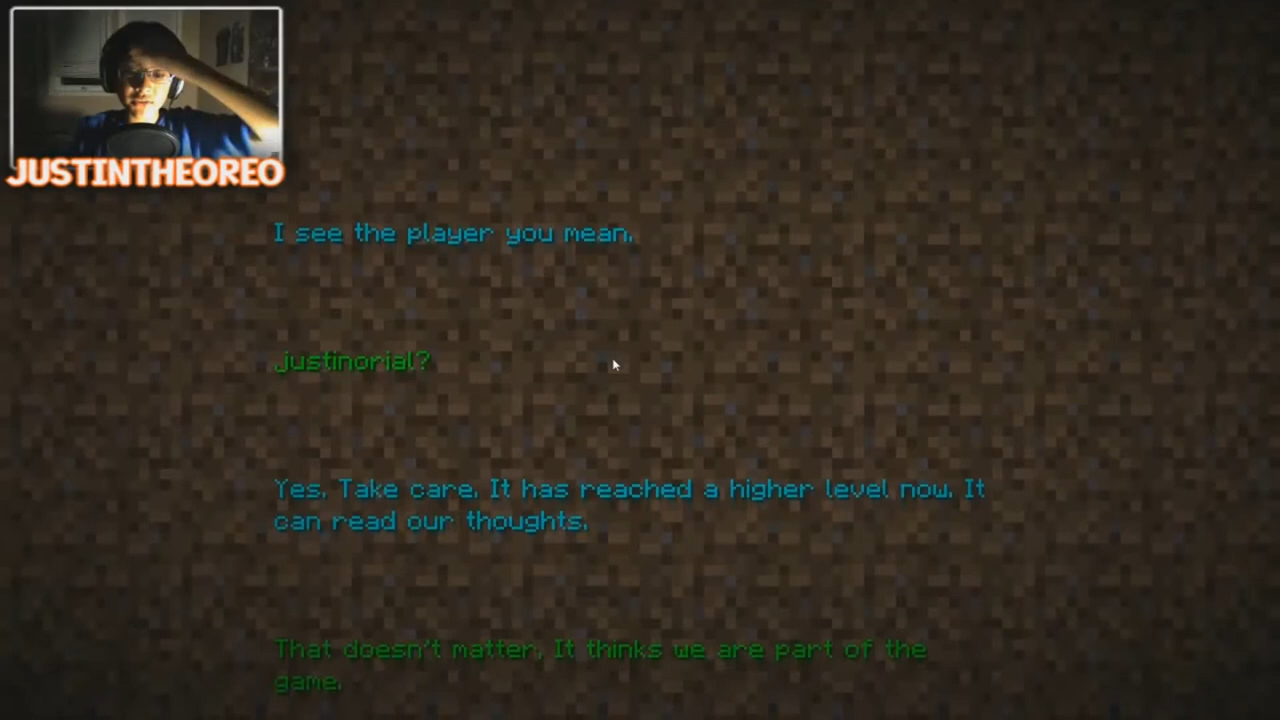 JUSTINTHEOREO
I see the player you mean.
justinorial?
Yes. Take care. It has reached a higher level now. It
can read our thoughts.
That doesn't matter. It thinks we are part of the
game.